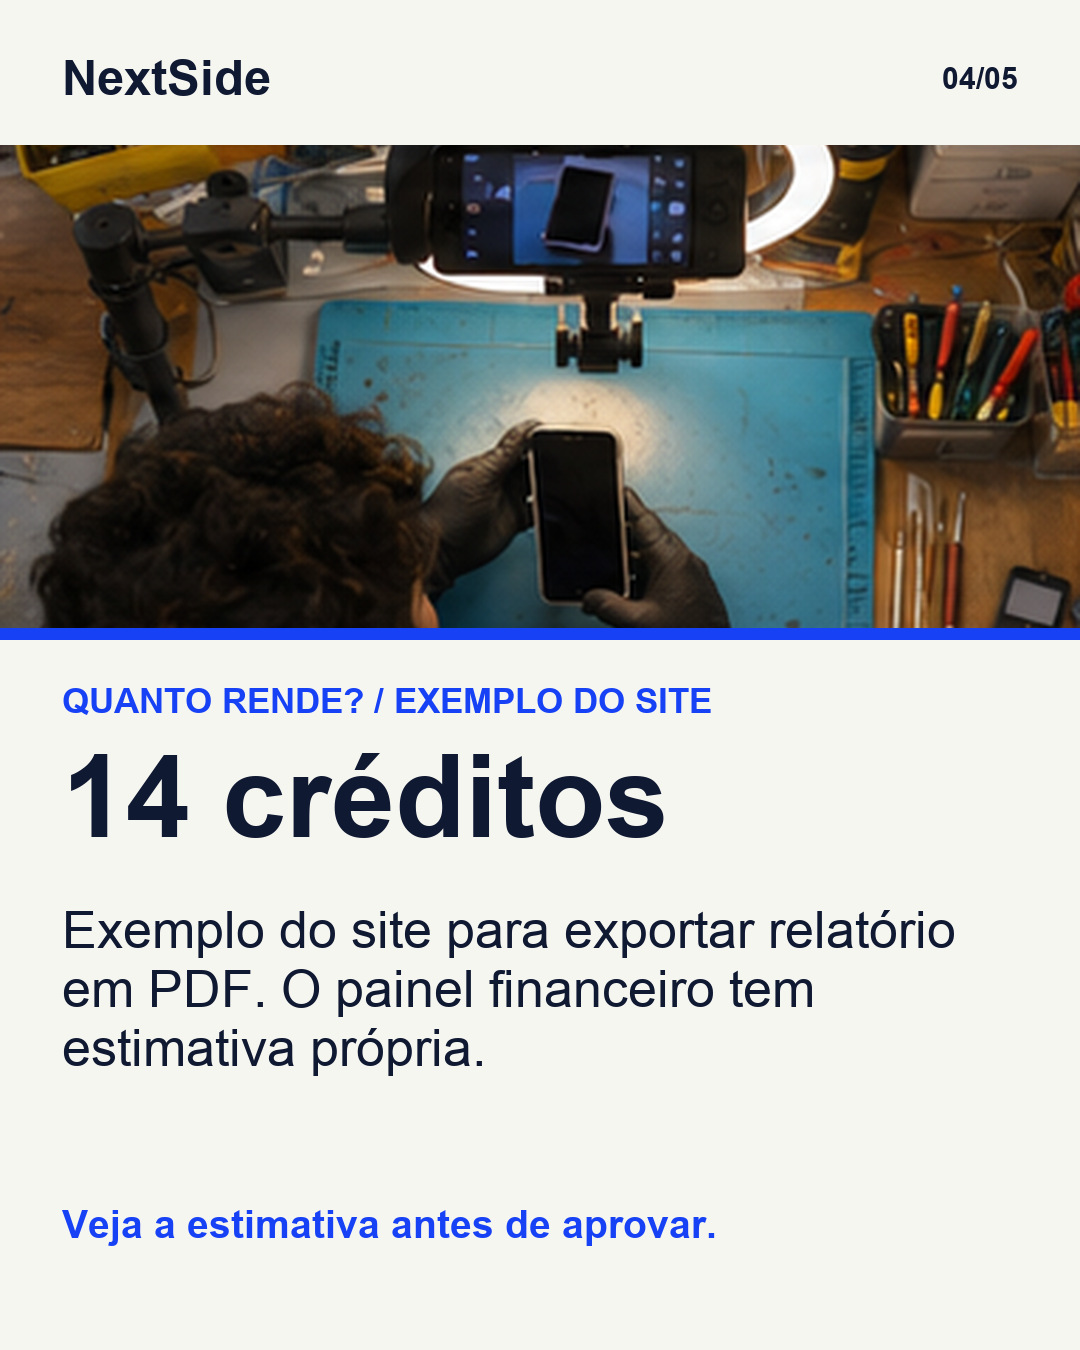 NextSide
04/05
QUANTO RENDE? / EXEMPLO DO SITE
14 créditos
Exemplo do site para exportar relatório
em PDF. O painel financeiro tem
estimativa própria.
Veja a estimativa antes de aprovar.